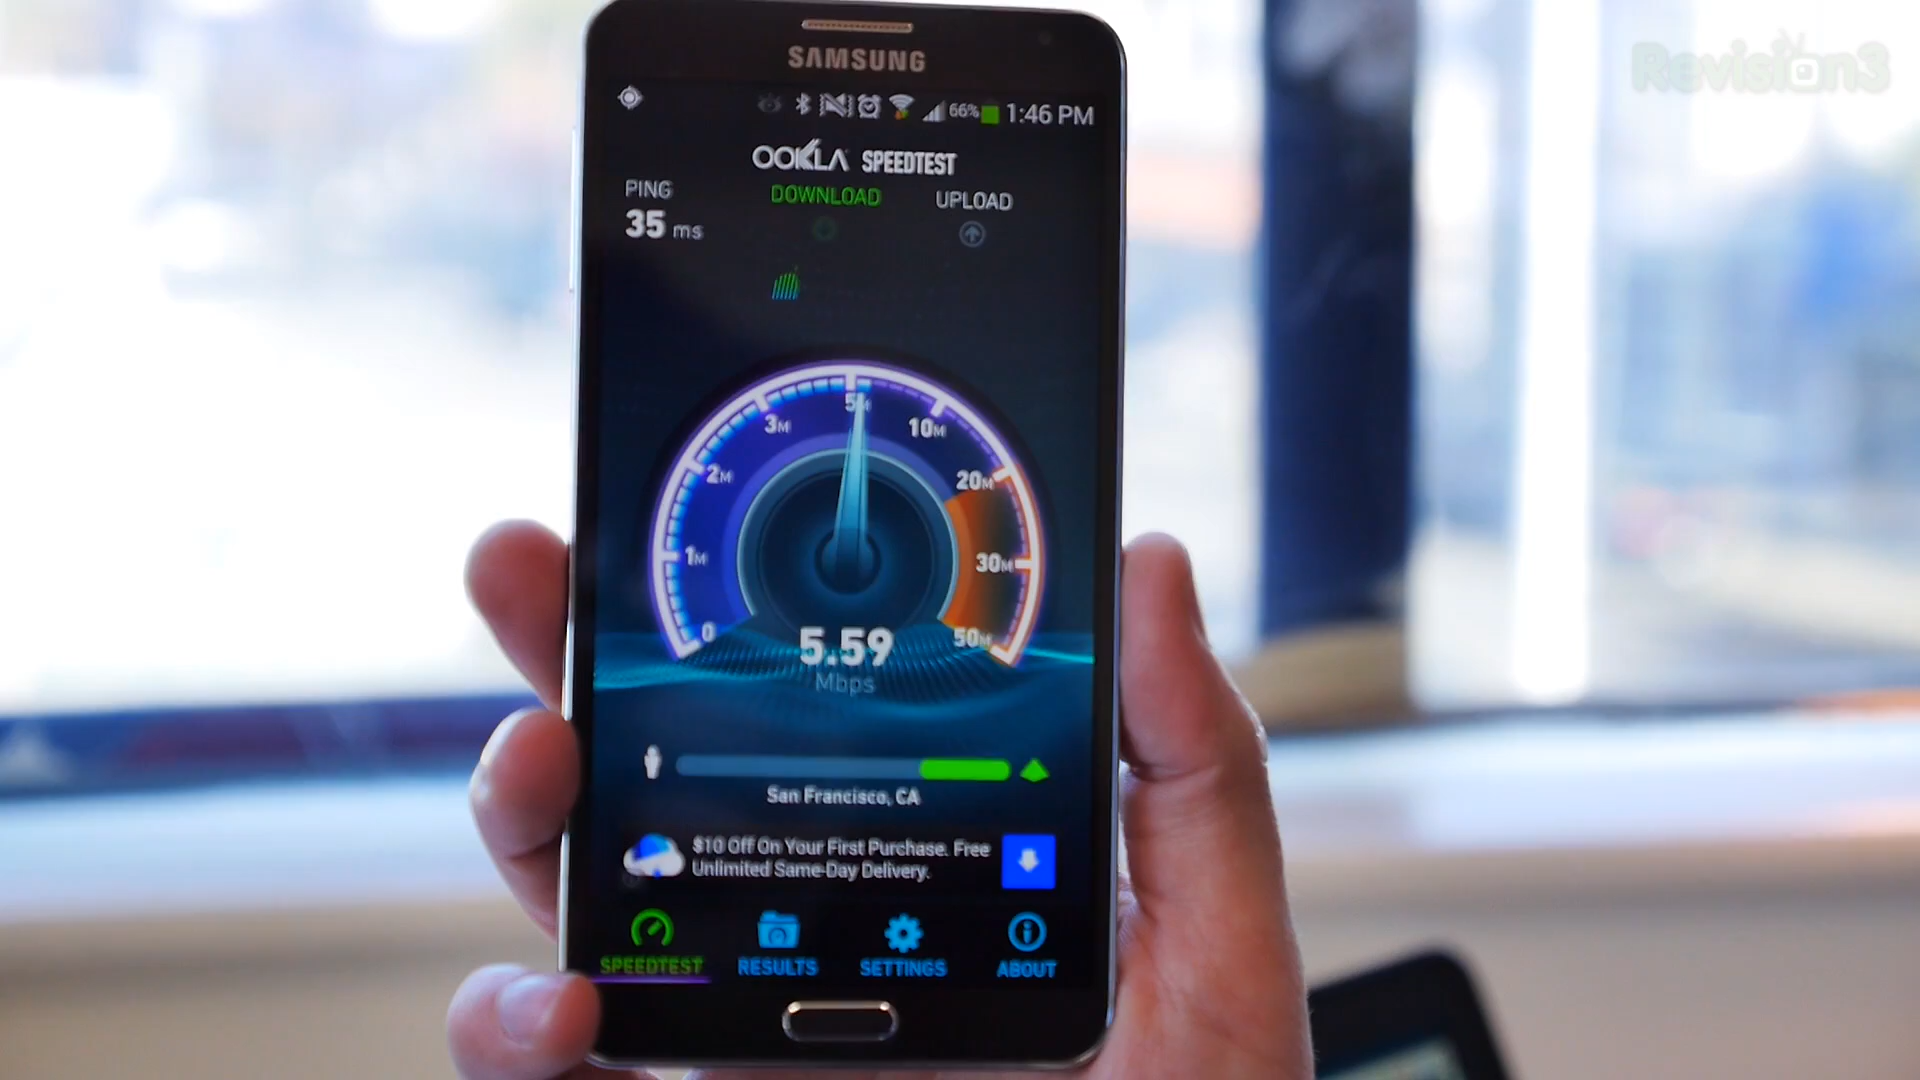 Revision3
SAMSUNG
66% 1:46 PM
OOKLA SPEEDTEST
PING
DOWNLOAD
UPLOAD
35 ms
0
1M
2M
3M
5M
10M
20M
30M
50M
5.59
Mbps
San Francisco, CA
$10 Off On Your First Purchase. Free
Unlimited Same-Day Delivery.
SPEEDTEST
RESULTS
SETTINGS
ABOUT